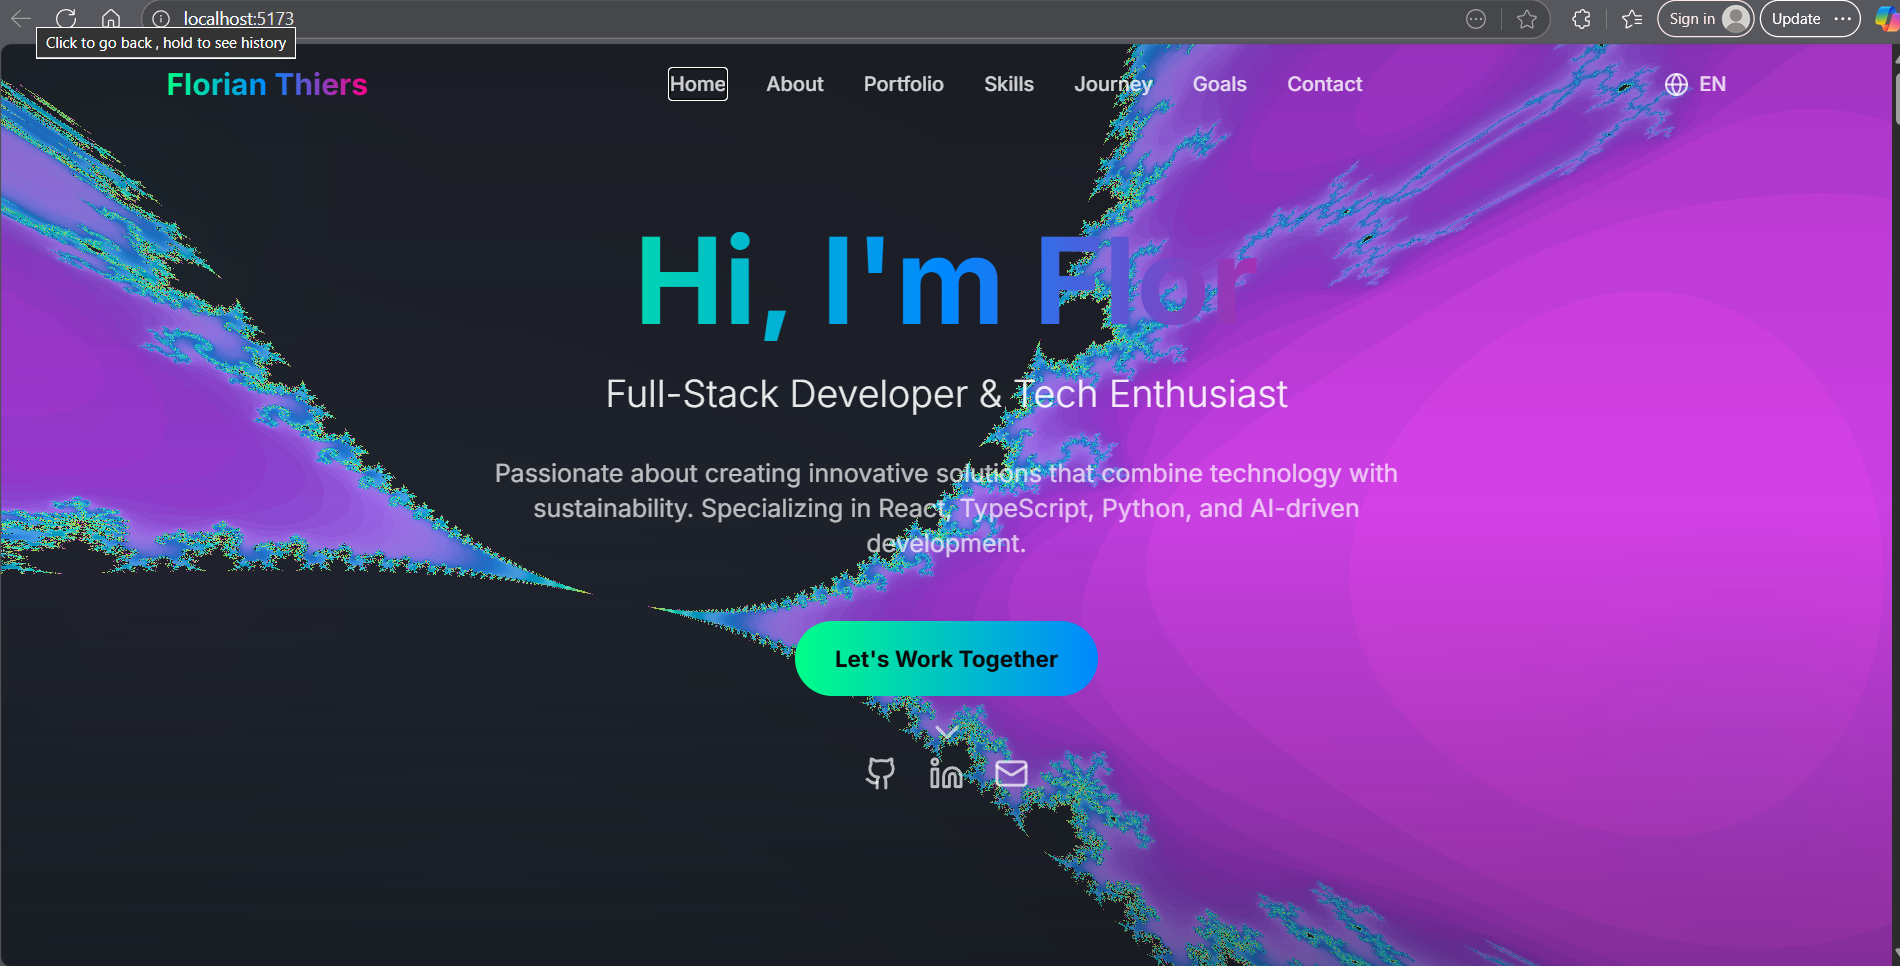 localhost:5173
Sign in
Update
Click to go back, hold to see history
Florian Thiers
Home
About
Portfolio
Skills
Journey
Goals
Contact
EN
Hi, I'm Flor
Full-Stack Developer & Tech Enthusiast
Passionate about creating innovative solutions that combine technology with
sustainability. Specializing in React, TypeScript, Python, and AI-driven
development.
Let's Work Together
in